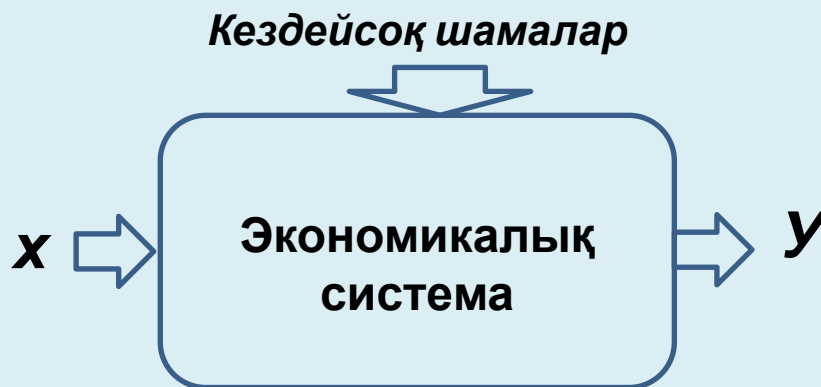 Кездейсоқ шамалар
x
Экономикалық
система
У